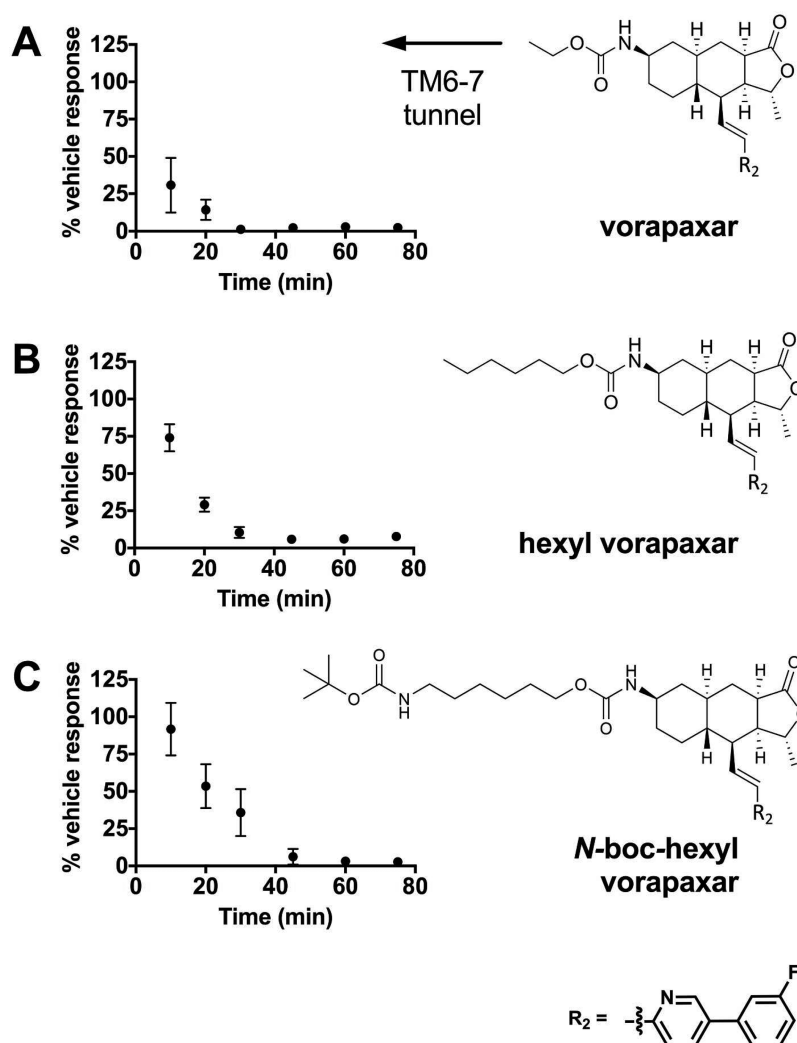 A
% vehicle response
125
100
75
50
25
0
0 20 40 60 80
Time (min)
TM6-7
tunnel
O
H
N
O
H
H
O
O
H
H
R2
vorapaxar
B
% vehicle response
125
100
75
50
25
0
0 20 40 60 80
Time (min)
O
H
N
O
H
H
O
O
H
H
R2
hexyl vorapaxar
C
% vehicle response
125
100
75
50
25
0
0 20 40 60 80
Time (min)
O
O
N
H
O
H
N
O
H
H
O
H
H
R2
N-boc-hexyl
vorapaxar
R2 =
N
F